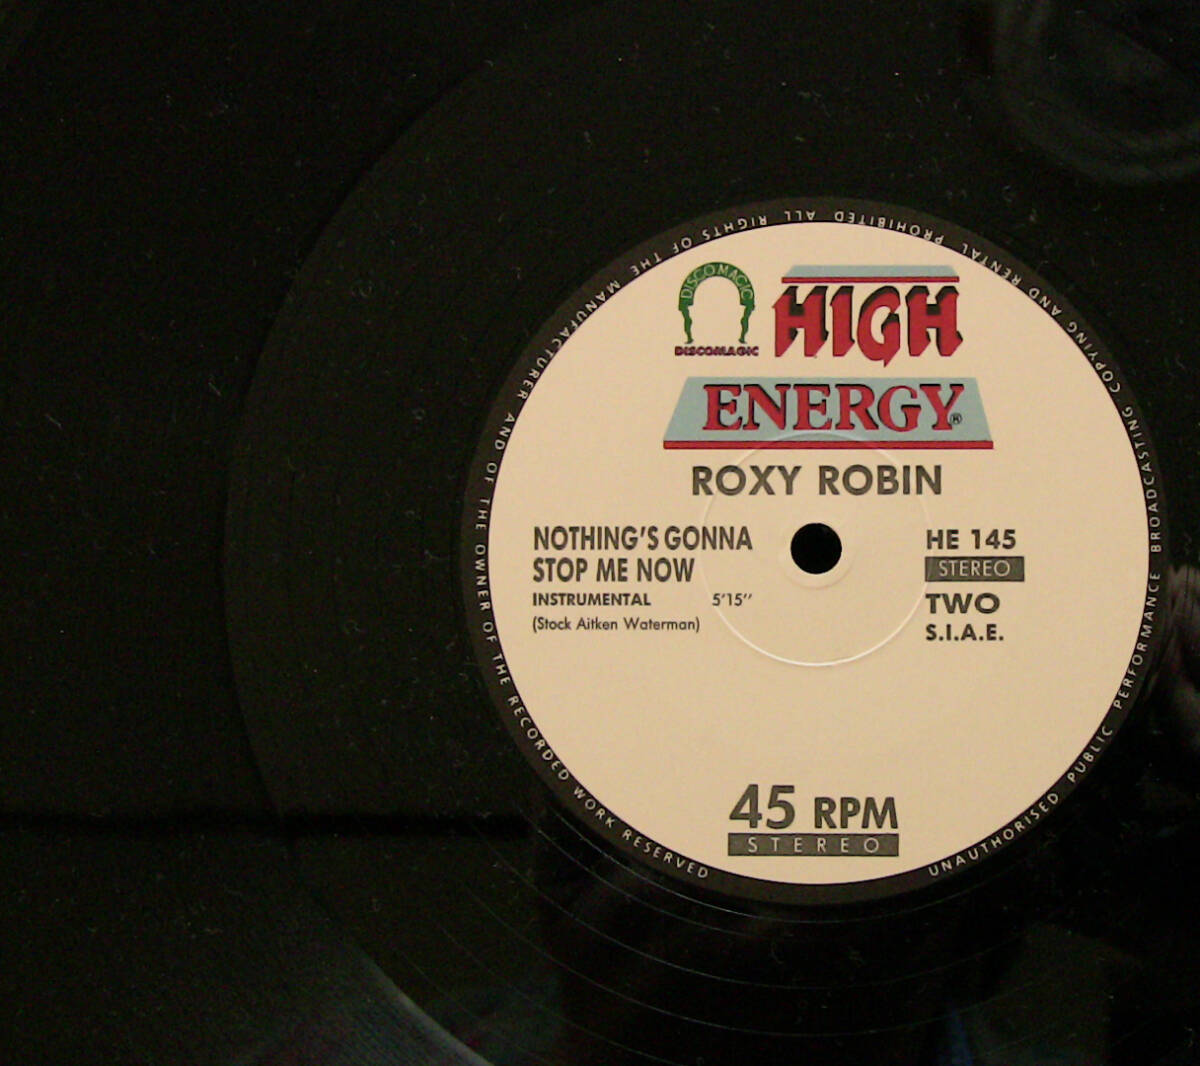 DISCOMAGIC
DISCOMAGIC
HIGH
ENERGY®
ROXY ROBIN
NOTHING'S GONNA
STOP ME NOW
INSTRUMENTAL 5'15''
(Stock Aitken Waterman)
HE 145
STEREO
TWO
S.I.A.E.
45 RPM
STEREO
ALL RIGHTS OF THE MANUFACTURER AND OF THE OWNER OF THE RECORDED WORK RESERVED UNAUTHORISED PUBLIC PERFORMANCE BROADCASTING COPYING AND RENTAL PROHIBITED